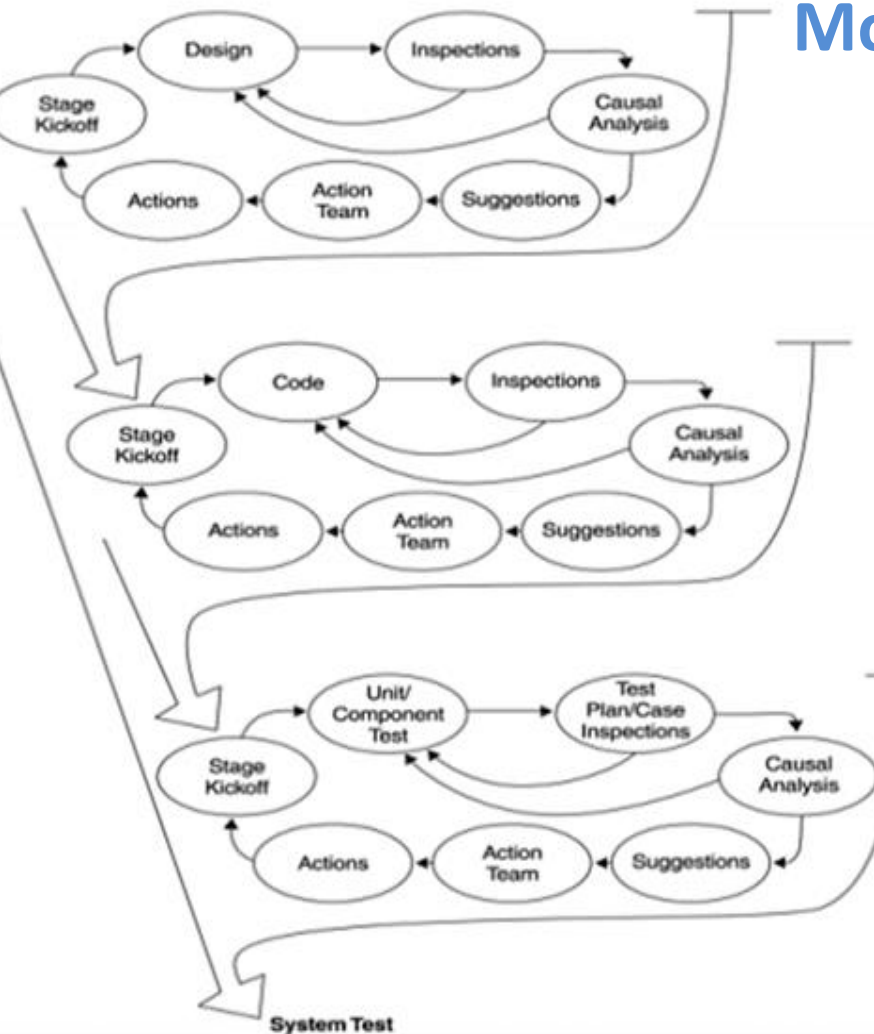 Mo
Design
Inspections
Stage
Kickoff
Causal
Analysis
Actions
Action
Team
Suggestions
Code
Inspections
Stage
Kickoff
Causal
Analysis
Actions
Action
Team
Suggestions
Unit/
Component
Test
Test
Plan/Case
Inspections
Stage
Kickoff
Causal
Analysis
Actions
Action
Team
Suggestions
System Test